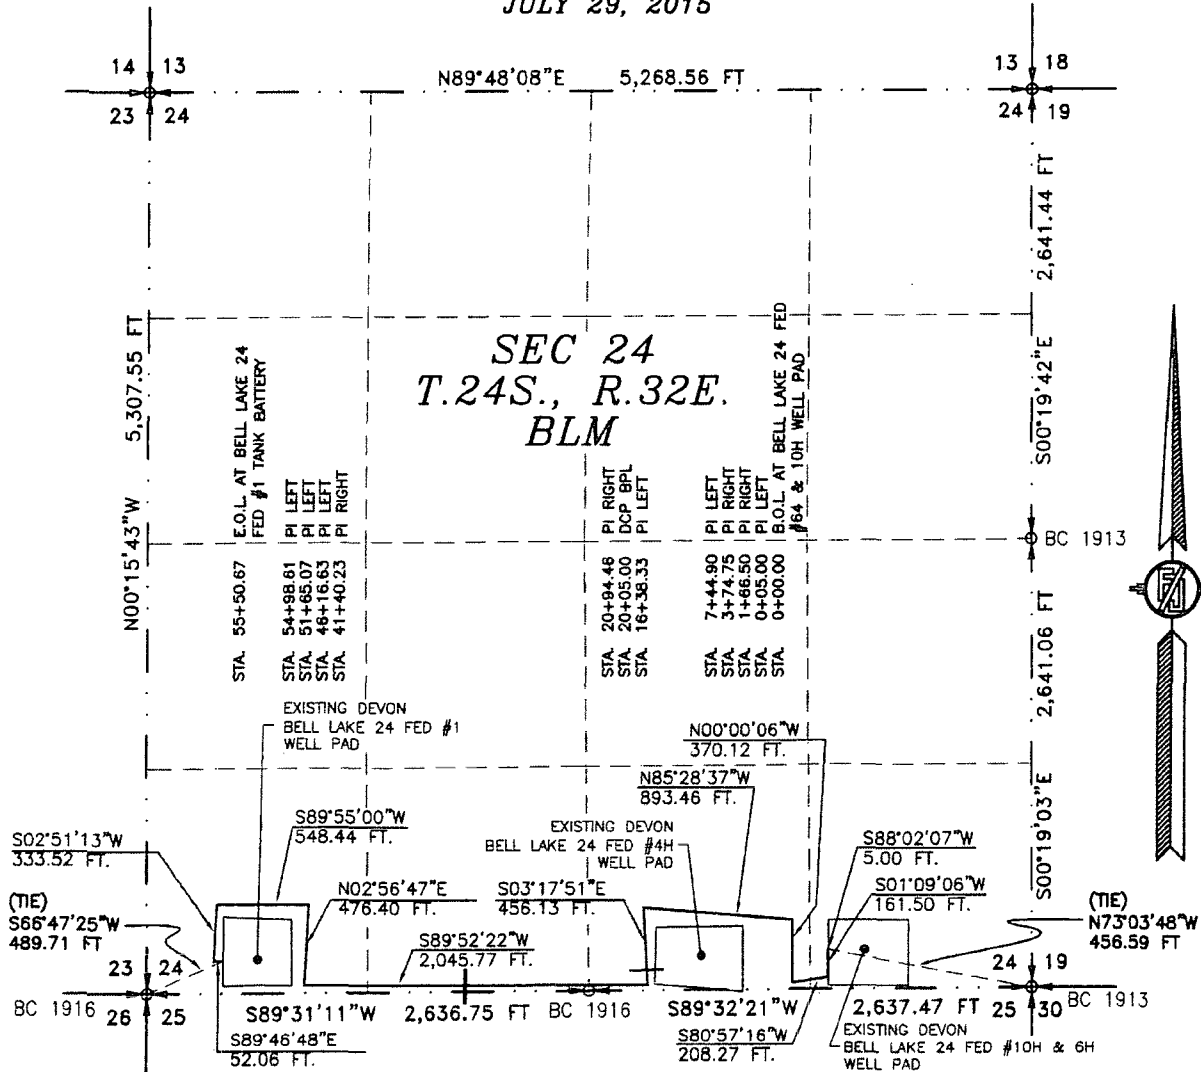 JULY 29, 2015
14 13
13 18
N89°48'08"E 5,268.56 FT
23 24
24 19
2,641.44 FT
S00°19'42"E
5,307.55 FT
N00°15'43"W
SEC 24
T.24S., R.32E.
BLM
STA. 55+50.67 E.O.L. AT BELL LAKE 24
FED #1 TANK BATTERY
STA. 54+98.61 PI LEFT
STA. 51+65.07 PI LEFT
STA. 46+16.63 PI LEFT
STA. 41+40.23 PI RIGHT
STA. 20+94.46 PI RIGHT
STA. 20+05.00 DCP BPL
STA. 16+38.33 PI LEFT
STA. 7+44.90 PI LEFT
STA. 3+74.75 PI RIGHT
STA. 1+66.50 PI RIGHT
STA. 0+05.00 PI LEFT
STA. 0+00.00 B.O.L. AT BELL LAKE 24 FED
#64 & 10H WELL PAD
BC 1913
2,641.06 FT
S00°19'03"E
EXISTING DEVON
BELL LAKE 24 FED #1
WELL PAD
N00°00'06"W
370.12 FT.
N85°28'37"W
893.46 FT.
S89°55'00"W
548.44 FT.
EXISTING DEVON
BELL LAKE 24 FED #4H
WELL PAD
S02°51'13"W
333.52 FT.
S88°02'07"W
5.00 FT.
N02°56'47"E
476.40 FT.
S03°17'51"E
456.13 FT.
S01°09'06"W
161.50 FT.
(TIE)
S66°47'25"W
489.71 FT
(TIE)
N73°03'48"W
456.59 FT
S89°52'22"W
2,045.77 FT.
23 24
24 19
BC 1916
26 25
S89°31'11"W 2,636.75 FT
BC 1916
S89°32'21"W 2,637.47 FT
25 30
BC 1913
S89°46'48"E
52.06 FT.
S80°57'16"W
208.27 FT.
EXISTING DEVON
BELL LAKE 24 FED #10H & 6H
WELL PAD